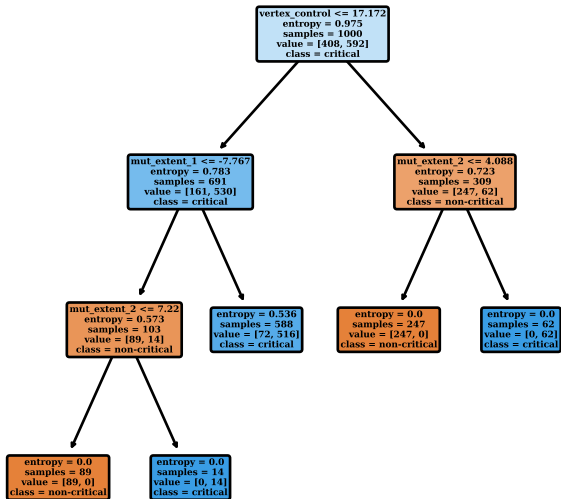 vertex_control <= 17.172
entropy = 0.975
samples = 1000
value = [408, 592]
class = critical
mut_extent_1 <= -7.767
entropy = 0.783
samples = 691
value = [161, 530]
class = critical
mut_extent_2 <= 4.088
entropy = 0.723
samples = 309
value = [247, 62]
class = non-critical
mut_extent_2 <= 7.22
entropy = 0.573
samples = 103
value = [89, 14]
class = non-critical
entropy = 0.536
samples = 588
value = [72, 516]
class = critical
entropy = 0.0
samples = 247
value = [247, 0]
class = non-critical
entropy = 0.0
samples = 62
value = [0, 62]
class = critical
entropy = 0.0
samples = 89
value = [89, 0]
class = non-critical
entropy = 0.0
samples = 14
value = [0, 14]
class = critical